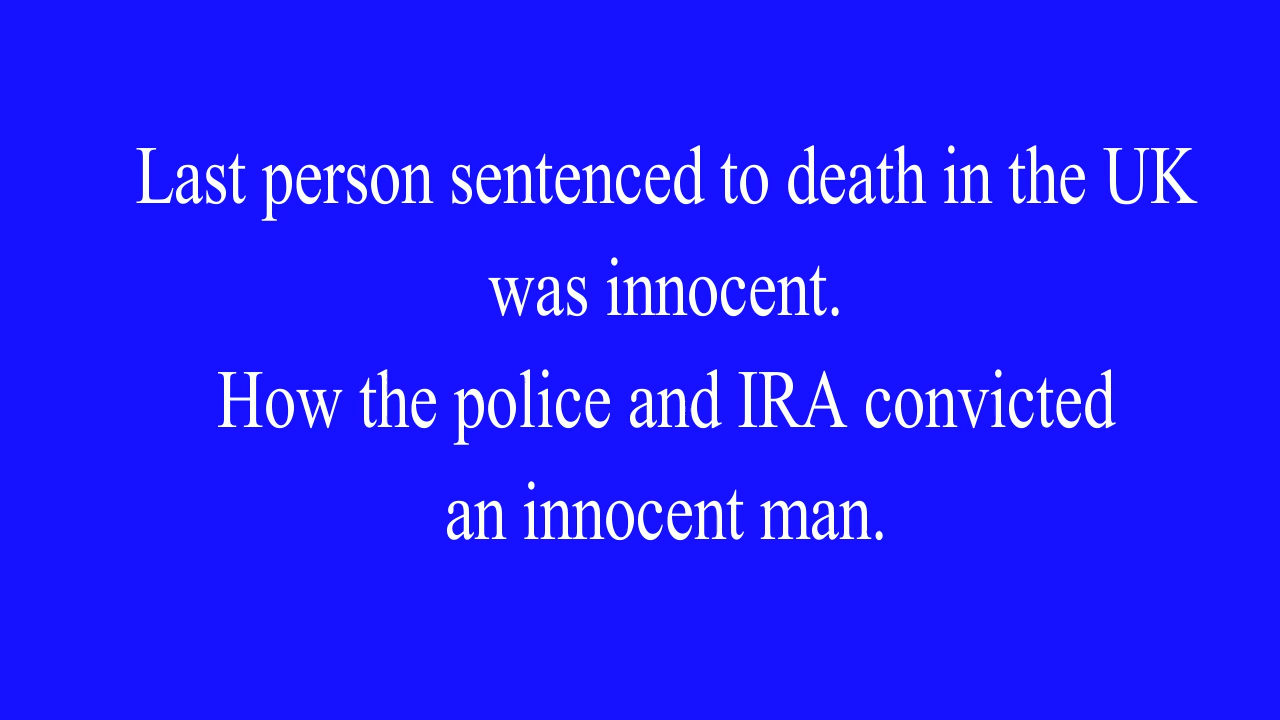 Last person sentenced to death in the UK
was innocent.
How the police and IRA convicted
an innocent man.